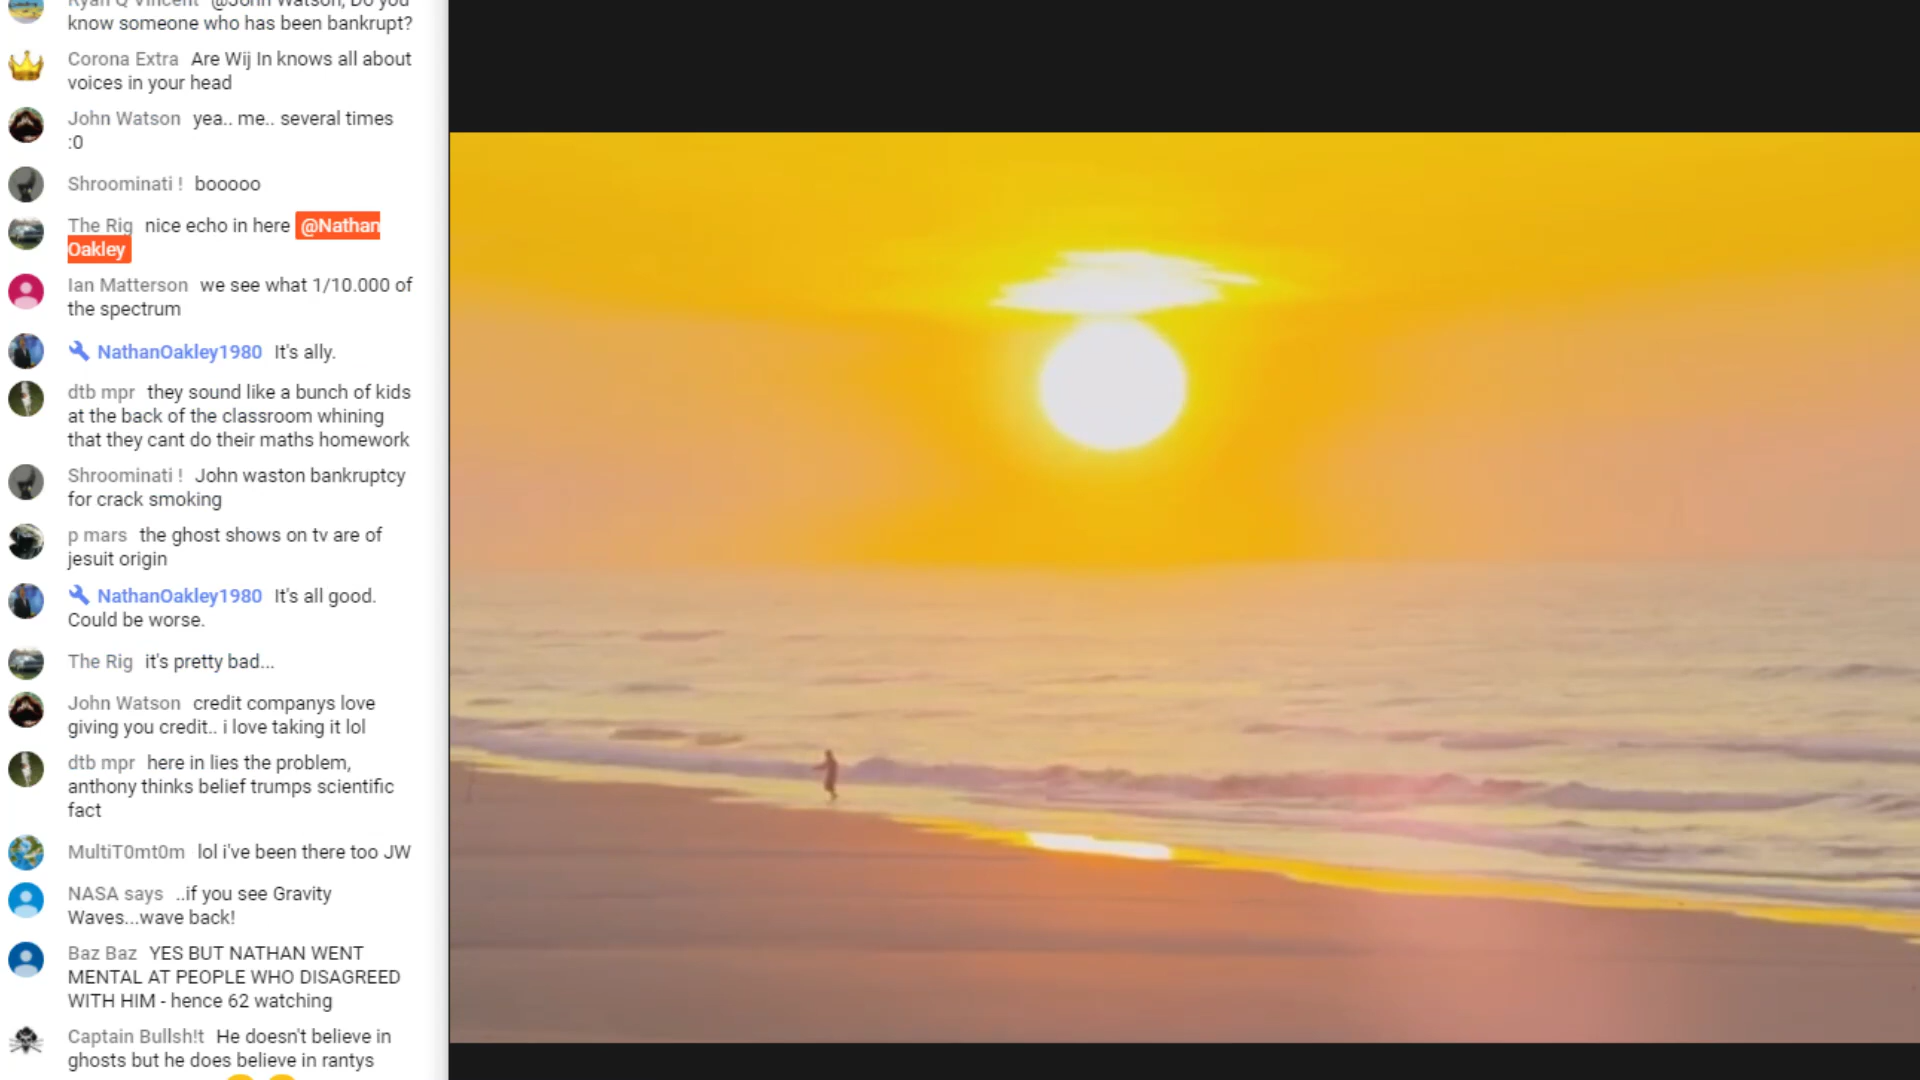 Ryan Q Vincent @John Watson, Do you
know someone who has been bankrupt?
Corona Extra Are Wij In knows all about
voices in your head
John Watson yea.. me.. several times
:0
Shroominati ! booooo
The Rig nice echo in here @Nathan
Oakley
Ian Matterson we see what 1/10.000 of
the spectrum
NathanOakley1980 It's ally.
dtb mpr they sound like a bunch of kids
at the back of the classroom whining
that they cant do their maths homework
Shroominati ! John waston bankruptcy
for crack smoking
p mars the ghost shows on tv are of
jesuit origin
NathanOakley1980 It's all good.
Could be worse.
The Rig it's pretty bad...
John Watson credit companys love
giving you credit.. i love taking it lol
dtb mpr here in lies the problem,
anthony thinks belief trumps scientific
fact
MultiT0mt0m lol i've been there too JW
NASA says ..if you see Gravity
Waves...wave back!
Baz Baz YES BUT NATHAN WENT
MENTAL AT PEOPLE WHO DISAGREED
WITH HIM - hence 62 watching
Captain Bullsh!t He doesn't believe in
ghosts but he does believe in rantys